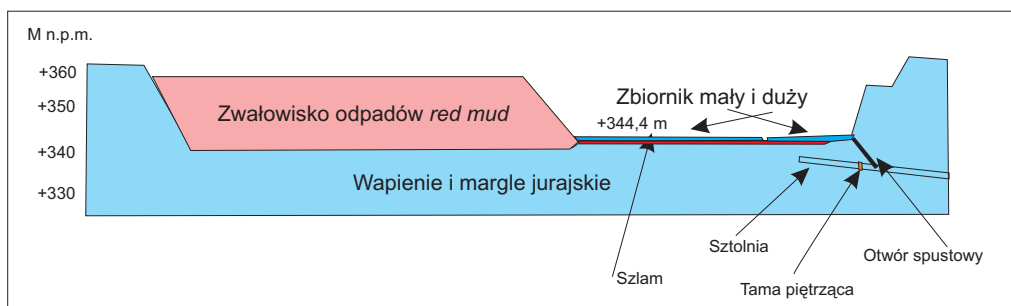 M n.p.m.
+360
+350
+340
+330
Zwałowisko odpadów red mud
Zbiornik mały i duży
+344,4 m
Wapienie i margle jurajskie
Sztolnia
Otwór spustowy
Szlam
Tama piętrząca